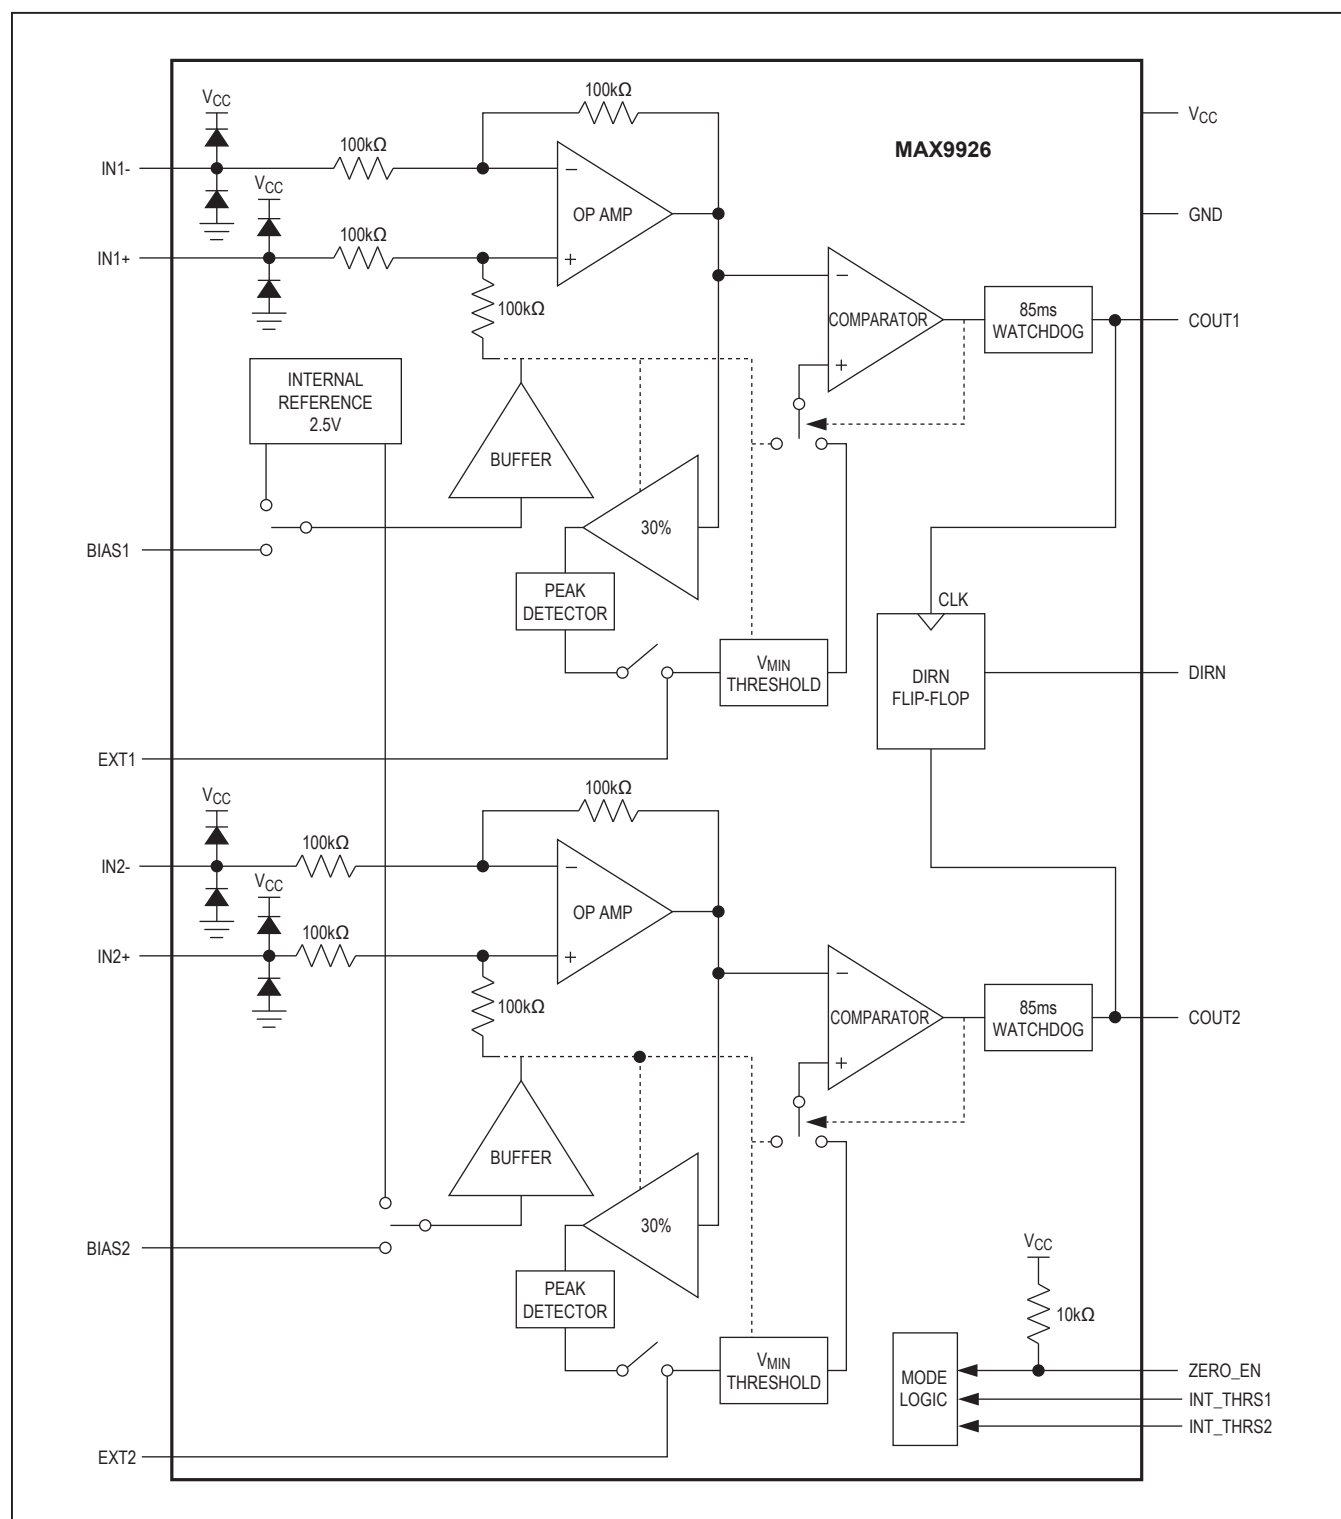 MAX9926
VCC
100kΩ
VCC
100kΩ
IN1-
−
OP AMP
VCC
GND
100kΩ
IN1+
+
100kΩ
−
COMPARATOR
+
85ms
WATCHDOG
COUT1
INTERNAL
REFERENCE
2.5V
BUFFER
30%
BIAS1
PEAK
DETECTOR
CLK
VMIN
THRESHOLD
DIRN
FLIP-FLOP
DIRN
EXT1
VCC
100kΩ
100kΩ
IN2-
−
VCC
OP AMP
100kΩ
IN2+
+
100kΩ
−
COMPARATOR
+
85ms
WATCHDOG
COUT2
BUFFER
30%
BIAS2
PEAK
DETECTOR
VCC
10kΩ
VMIN
THRESHOLD
MODE
LOGIC
ZERO_EN
INT_THRS1
INT_THRS2
EXT2